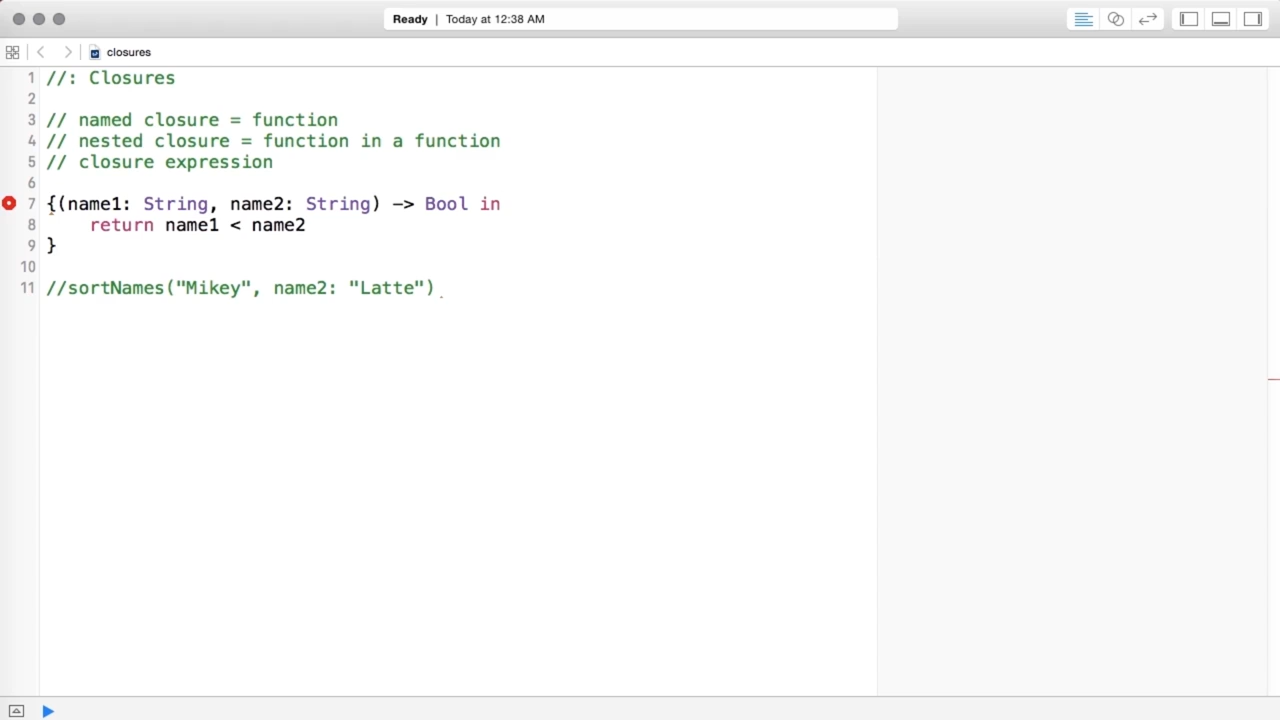 Ready | Today at 12:38 AM
closures
1 //: Closures
2
3 // named closure = function
4 // nested closure = function in a function
5 // closure expression
6
7 {(name1: String, name2: String) -> Bool in
8     return name1 < name2
9 }
10
11 //sortNames("Mikey", name2: "Latte")